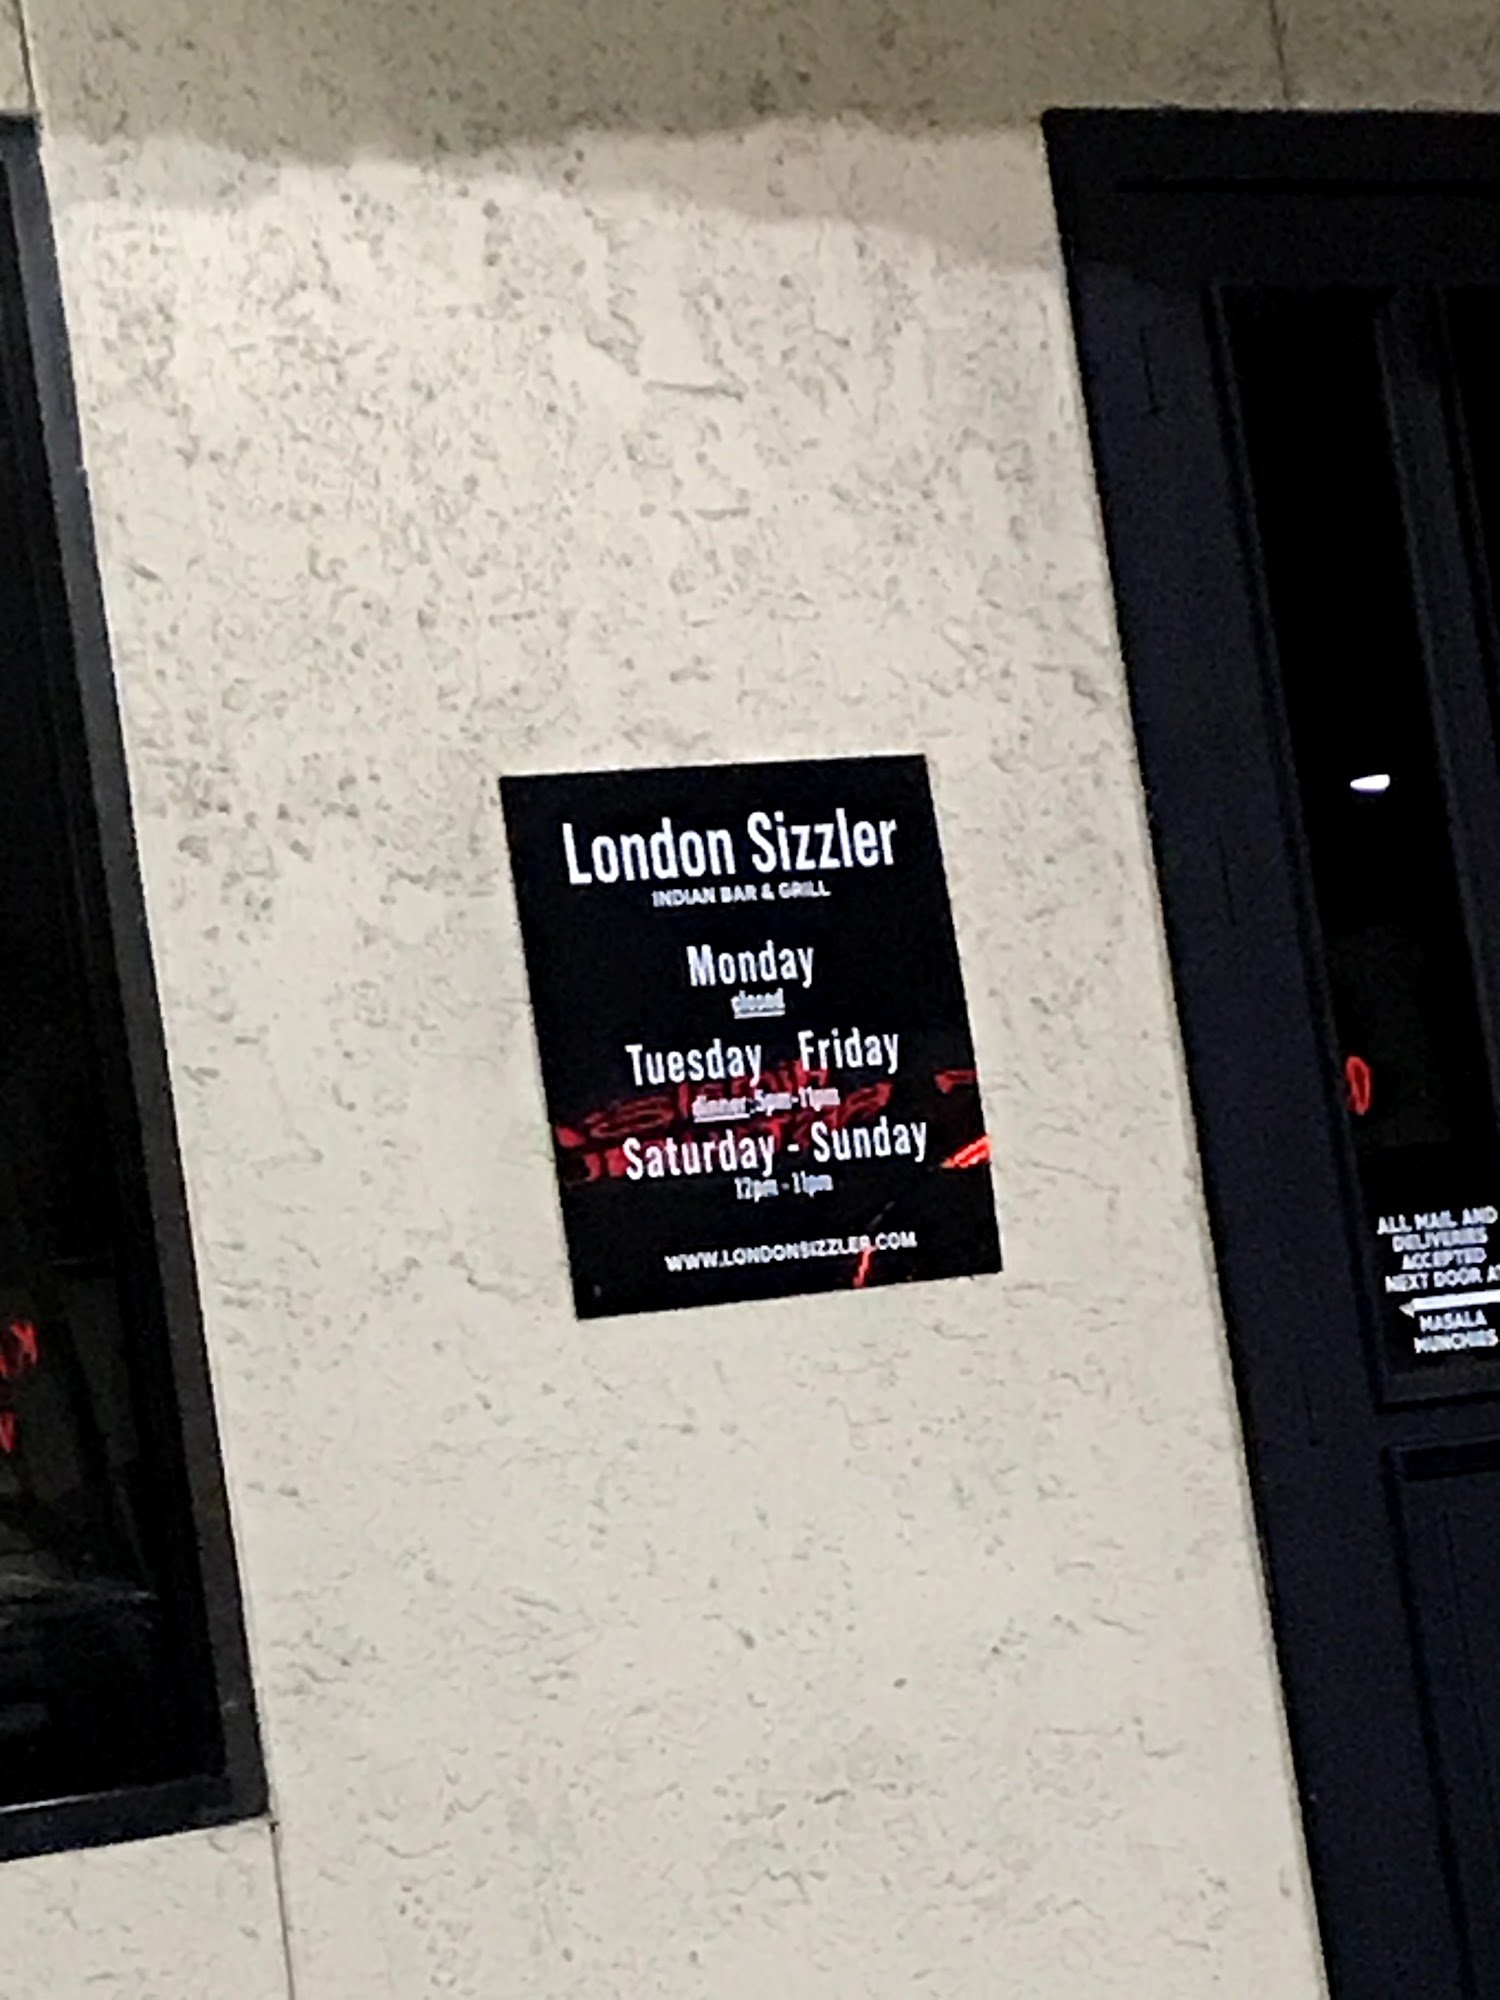 London Sizzler
INDIAN BAR & GRILL
Monday
closed
Tuesday Friday
dinner:5pm-11pm
Saturday - Sunday
12pm - 11pm
WWW.LONDONSIZZLER.COM
ALL MAIL AND
DELIVERIES
ACCEPTED
NEXT DOOR AT
MASALA
MUNCHIES